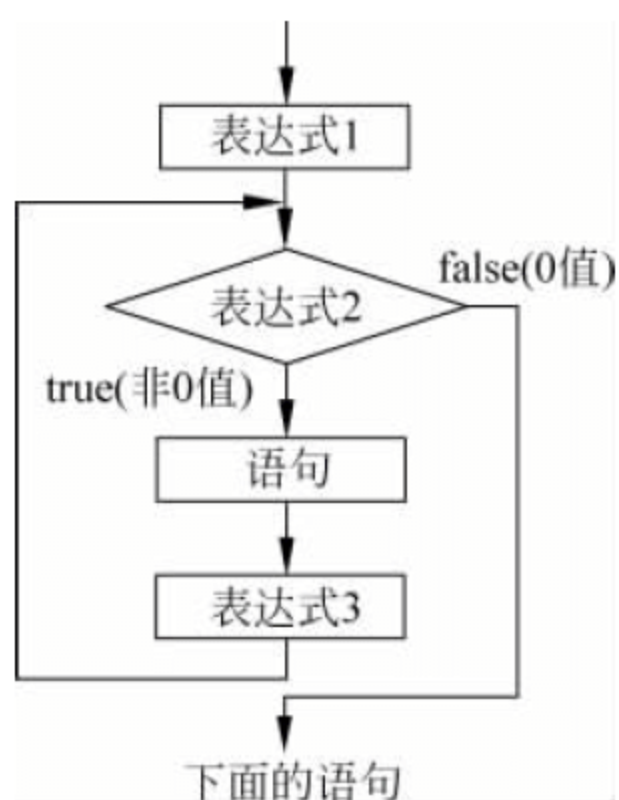 表达式1
false(0值)
表达式2
true(非0值)
语句
表达式3
下面的语句